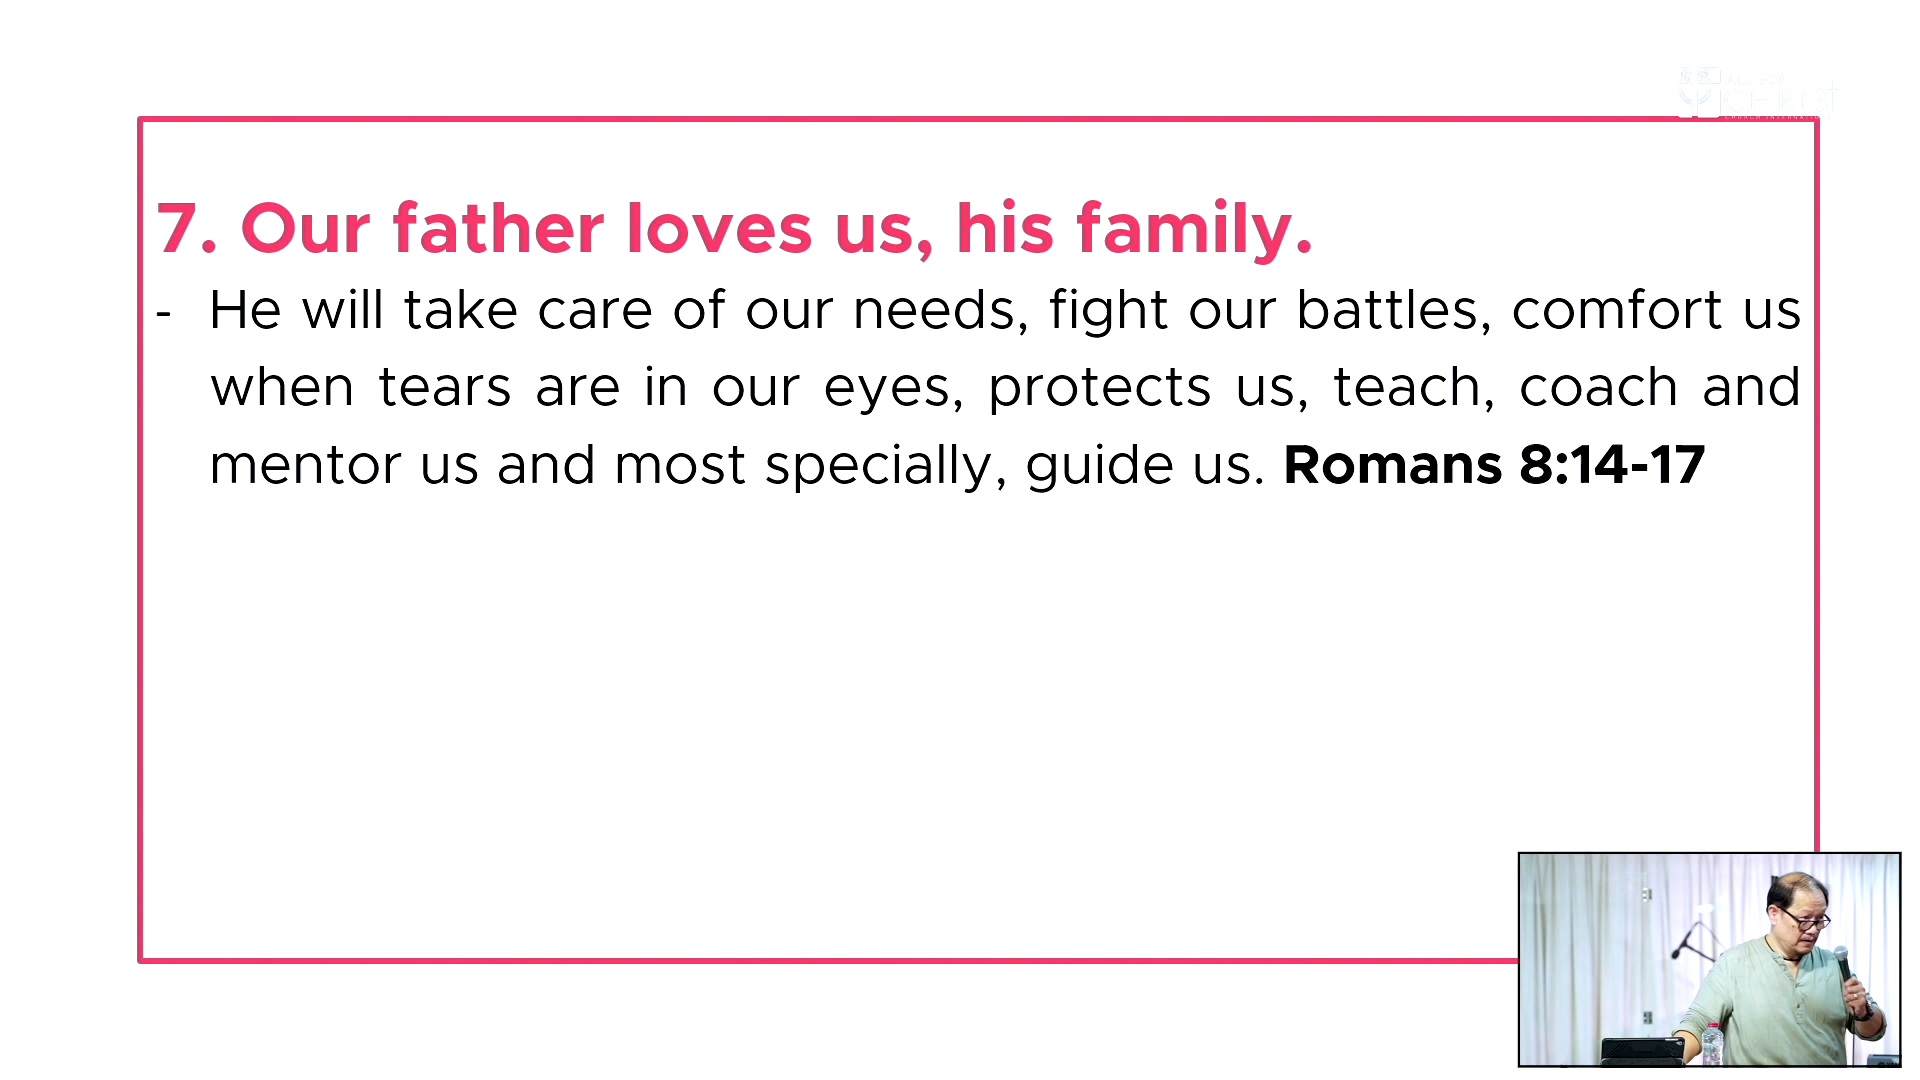 7. Our father loves us, his family.
- He will take care of our needs, fight our battles, comfort us
when tears are in our eyes, protects us, teach, coach and
mentor us and most specially, guide us. Romans 8:14-17